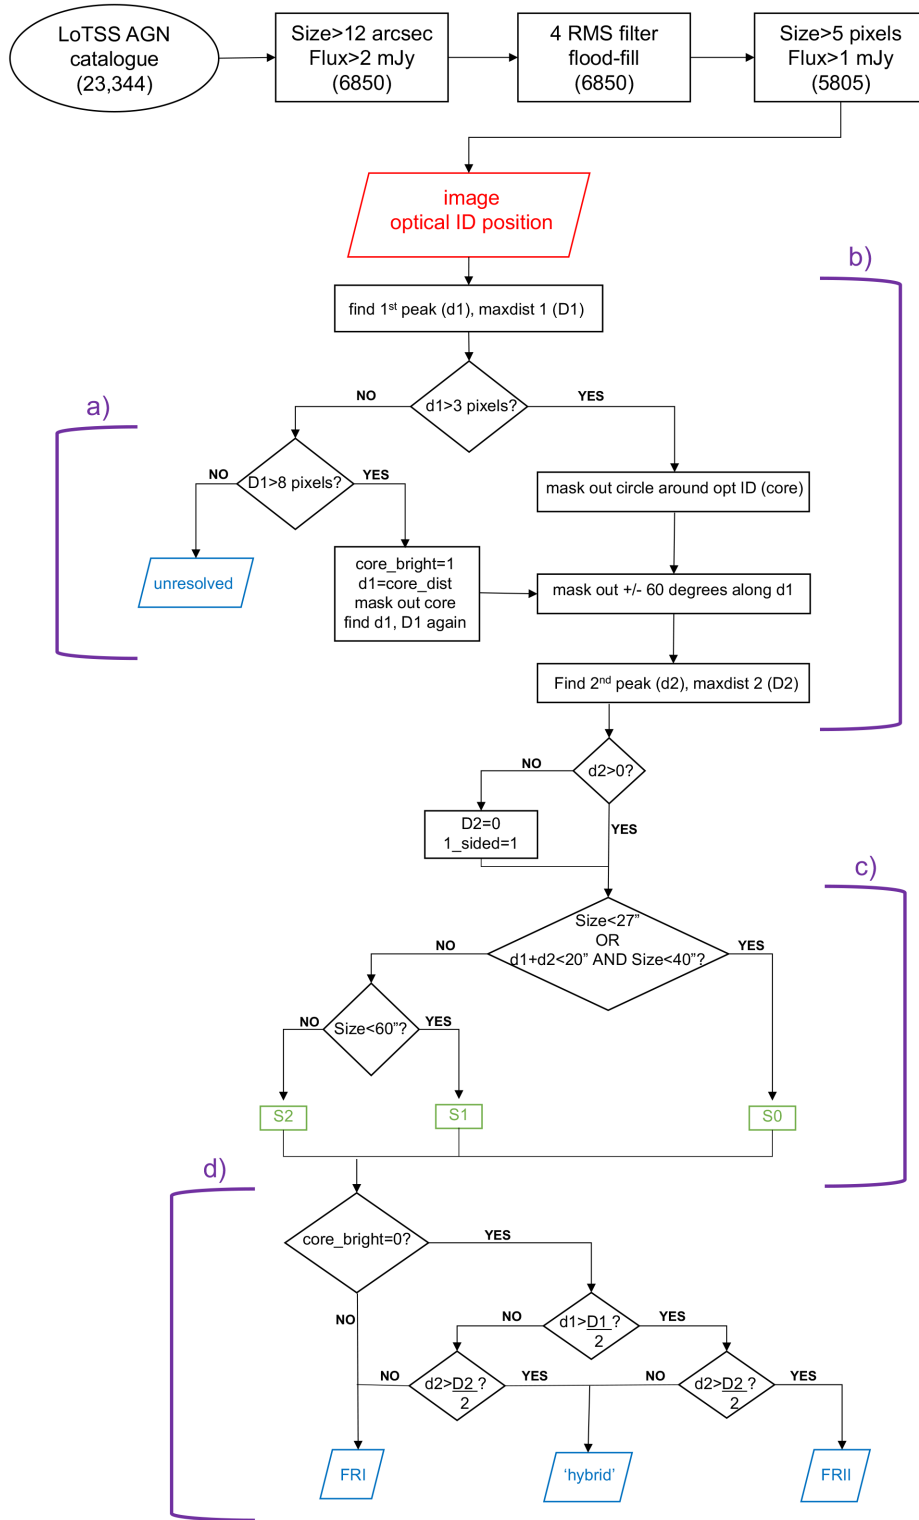 LoTSS AGN
catalogue
(23,344)
Size>12 arcsec
Flux>2 mJy
(6850)
4 RMS filter
flood-fill
(6850)
Size>5 pixels
Flux>1 mJy
(5805)
image
optical ID position
b)
find 1st peak (d1), maxdist 1 (D1)
d1>3 pixels?
NO
YES
a)
D1>8 pixels?
NO
YES
mask out circle around opt ID (core)
unresolved
core_bright=1
d1=core_dist
mask out core
find d1, D1 again
mask out +/- 60 degrees along d1
Find 2nd peak (d2), maxdist 2 (D2)
d2>0?
NO
YES
D2=0
1_sided=1
c)
Size<27”
OR
d1+d2<20” AND Size<40”?
NO
YES
Size<60”?
NO
YES
S2
S1
S0
d)
core_bright=0?
YES
NO
d1>D1 ?
2
NO
YES
d2>D2 ?
2
NO
YES
d2>D2 ?
2
NO
YES
FRI
‘hybrid’
FRII